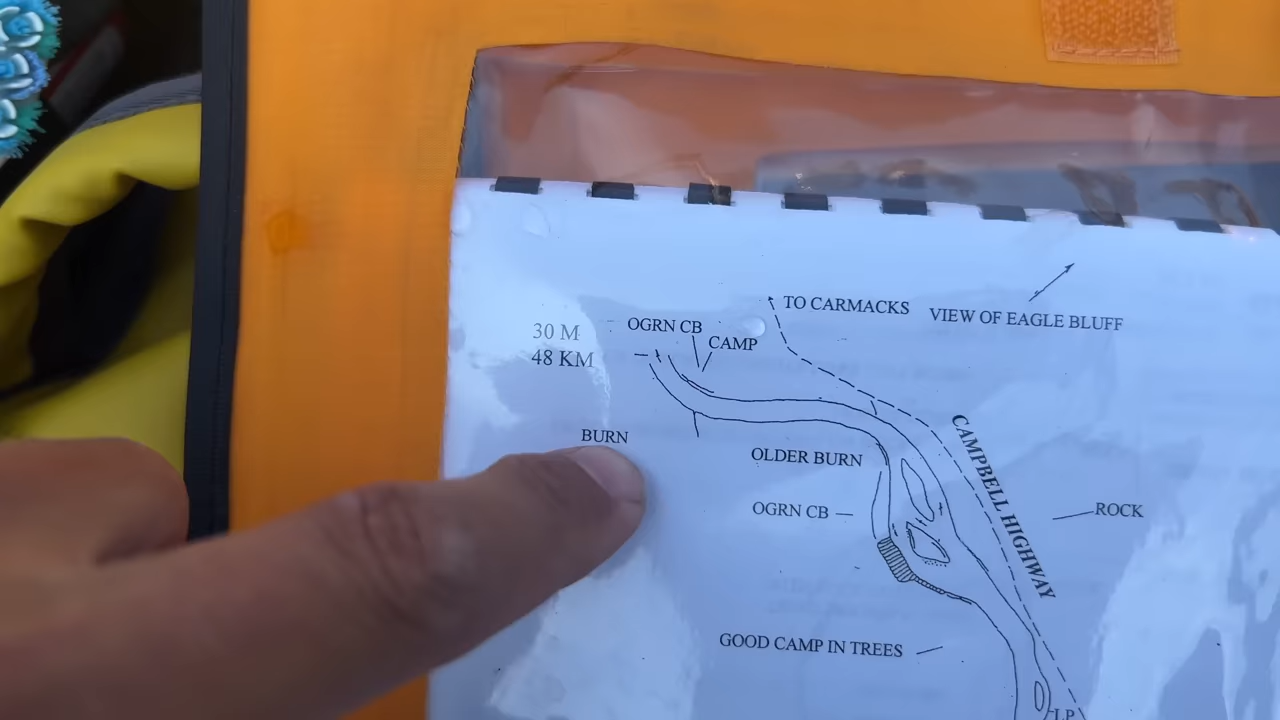 TO CARMACKS
VIEW OF EAGLE BLUFF
30 M
48 KM
OGRN CB
CAMP
BURN
OLDER BURN
CAMPBELL HIGHWAY
OGRN CB
ROCK
GOOD CAMP IN TREES
LP